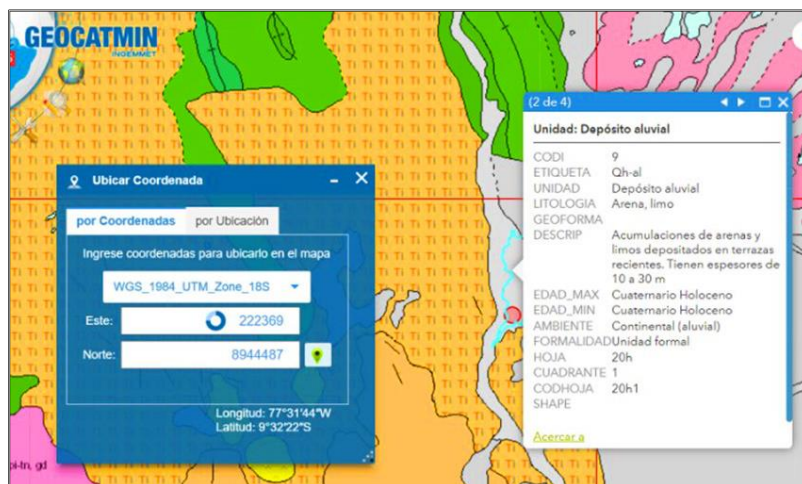 GEOCATMIN
INGEMMET
Ubicar Coordenada
por Coordenadas
por Ubicación
Ingrese coordenadas para ubicarlo en el mapa
WGS_1984_UTM_Zone_18S
Este: 222369
Norte: 8944487
Longitud: 77°31'44"W
Latitud: 9°32'22"S
pi-tn, gd
(2 de 4)
Unidad: Depósito aluvial
CODI 9
ETIQUETA Qh-al
UNIDAD Depósito aluvial
LITOLOGIA Arena, limo
GEOFORMA
DESCRIP Acumulaciones de arenas y
limos depositados en terrazas
recientes. Tienen espesores de
10 a 30 m
EDAD_MAX Cuaternario Holoceno
EDAD_MIN Cuaternario Holoceno
AMBIENTE Continental (aluvial)
FORMALIDAD Unidad formal
HOJA 20h
CUADRANTE 1
CODHOJA 20h1
SHAPE
Acercar a